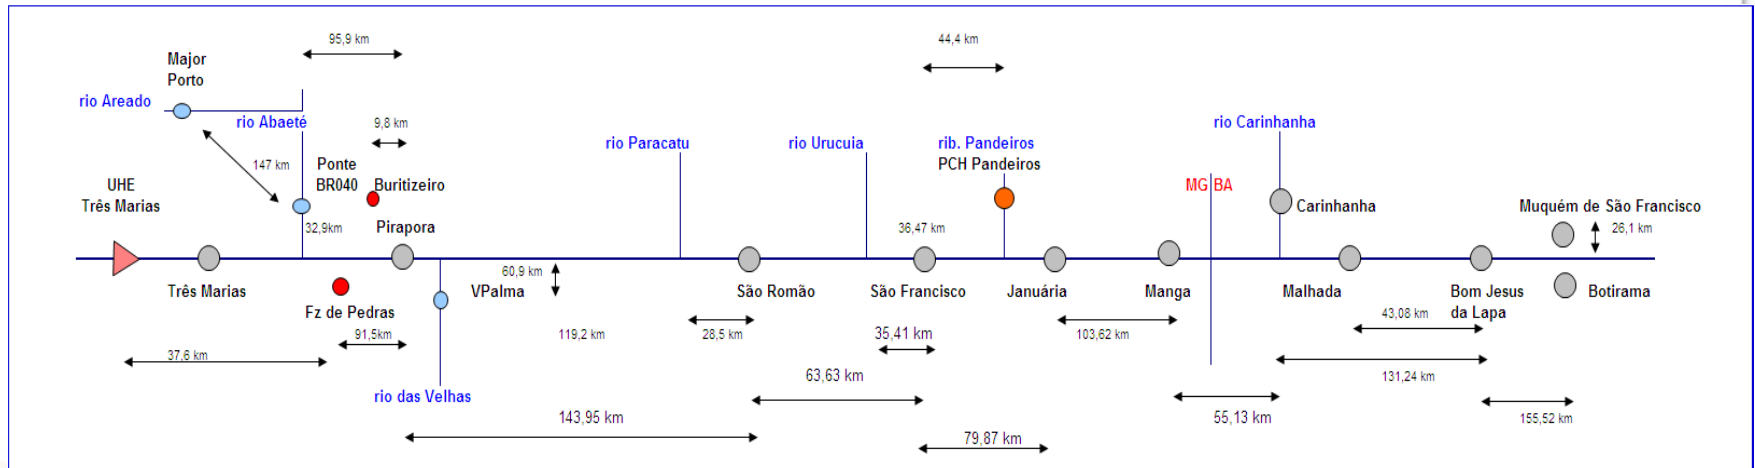 95,9 km
44,4 km
Major
Porto
rio Areado
rio Abaeté
9,8 km
rio Paracatu
rio Urucuia
rib. Pandeiros
PCH Pandeiros
rio Carinhanha
147 km
Ponte
BR040
Buritizeiro
UHE
Três Marias
MG BA
Carinhanha
Muquém de São Francisco
32,9km
Pirapora
36,47 km
26,1 km
60,9 km
Três Marias
VPalma
São Romão
São Francisco
Januária
Manga
Malhada
Bom Jesus
da Lapa
Botirama
Fz de Pedras
91,5km
119,2 km
28,5 km
35,41 km
103,62 km
43,08 km
37,6 km
63,63 km
131,24 km
rio das Velhas
143,95 km
79,87 km
55,13 km
155,52 km